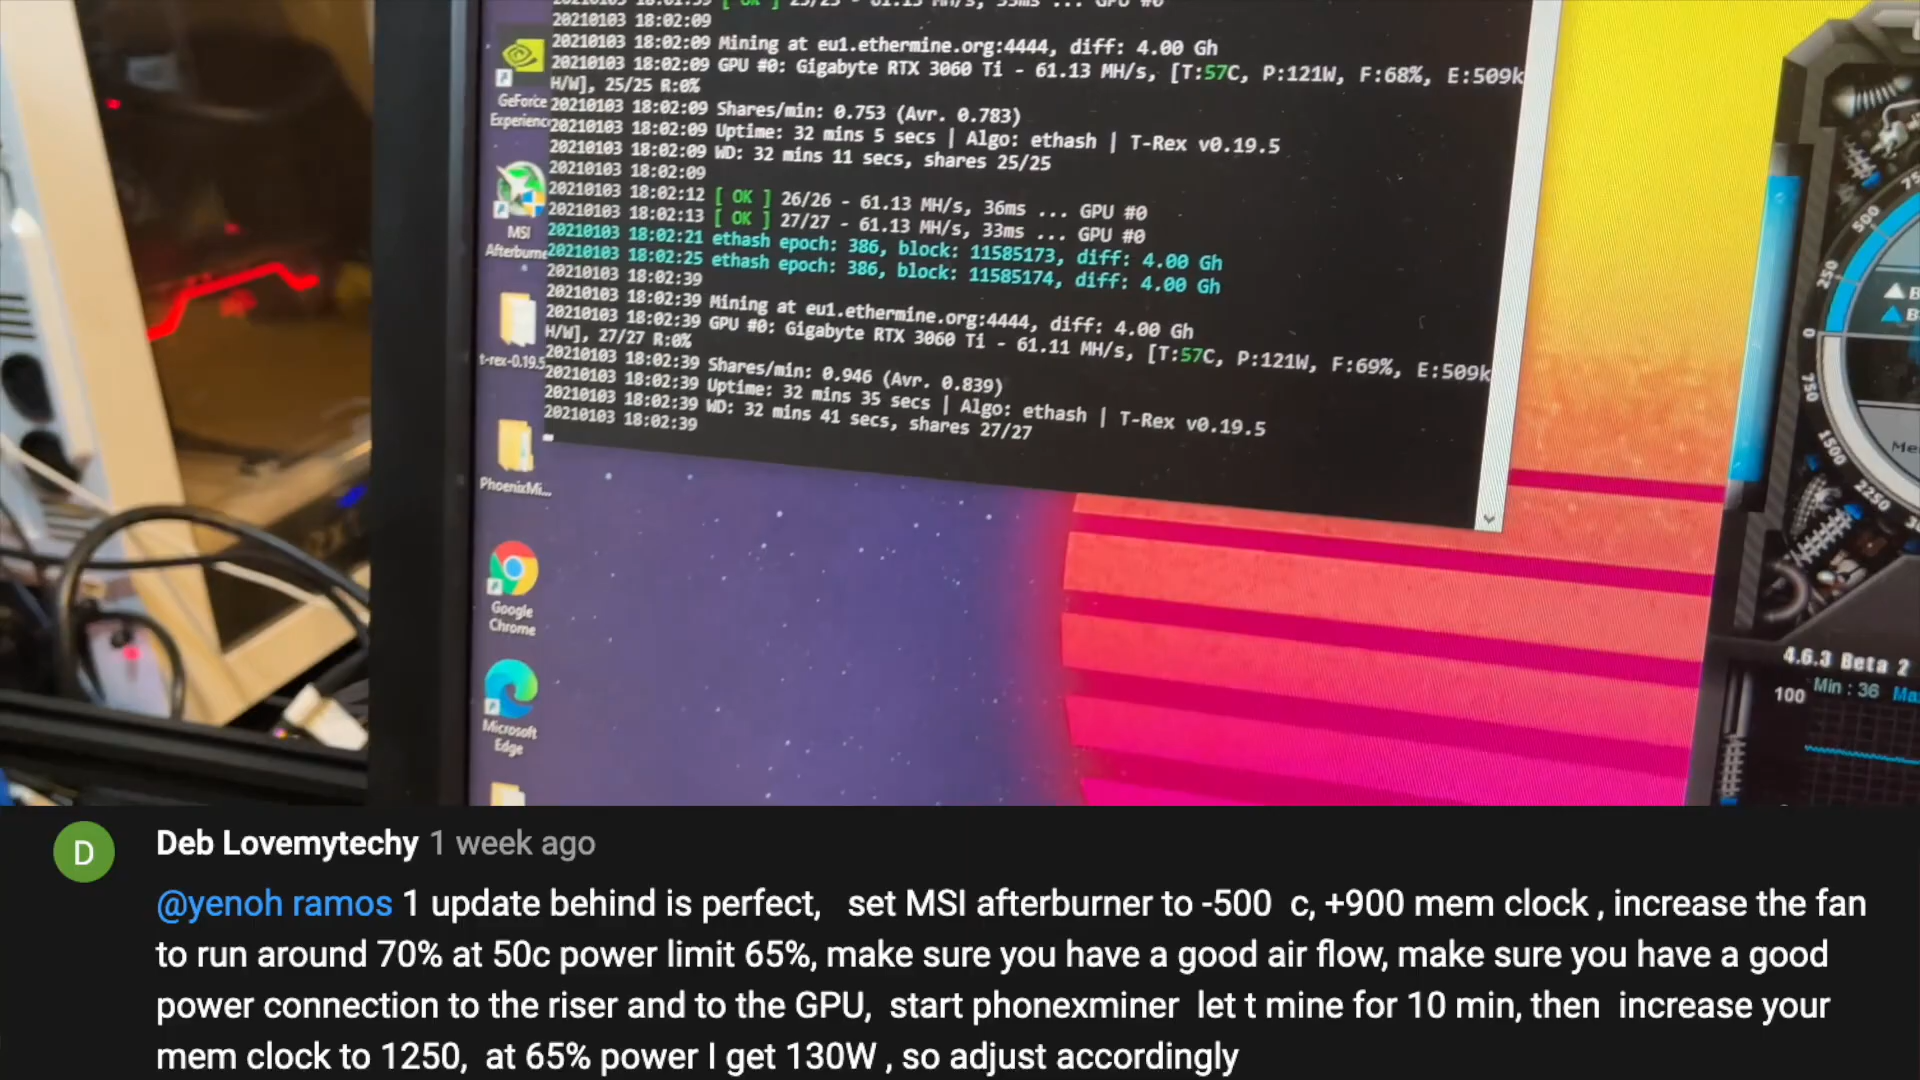 20210103 18:02:09
20210103 18:02:09 Mining at eu1.ethermine.org:4444, diff: 4.00 Gh
20210103 18:02:09 GPU #0: Gigabyte RTX 3060 Ti - 61.13 MH/s, [T:57C, P:121W, F:68%, E:509k
H/W], 25/25 R:0%
20210103 18:02:09 Shares/min: 0.753 (Avr. 0.783)
20210103 18:02:09 Uptime: 32 mins 5 secs | Algo: ethash | T-Rex v0.19.5
20210103 18:02:09 WD: 32 mins 11 secs, shares 25/25
20210103 18:02:09
20210103 18:02:12 [ OK ] 26/26 - 61.13 MH/s, 36ms ... GPU #0
20210103 18:02:13 [ OK ] 27/27 - 61.13 MH/s, 33ms ... GPU #0
20210103 18:02:21 ethash epoch: 386, block: 11585173, diff: 4.00 Gh
20210103 18:02:25 ethash epoch: 386, block: 11585174, diff: 4.00 Gh
20210103 18:02:39
20210103 18:02:39 Mining at eu1.ethermine.org:4444, diff: 4.00 Gh
20210103 18:02:39 GPU #0: Gigabyte RTX 3060 Ti - 61.11 MH/s, [T:57C, P:121W, F:69%, E:509k
H/W], 27/27 R:0%
20210103 18:02:39 Shares/min: 0.946 (Avr. 0.839)
20210103 18:02:39 Uptime: 32 mins 35 secs | Algo: ethash | T-Rex v0.19.5
20210103 18:02:39 WD: 32 mins 41 secs, shares 27/27
20210103 18:02:39
GeForce
Experience
MSI
Afterburne
t-rex-0.19.5
PhoenixMi...
Google
Chrome
Microsoft
Edge
500
250
0
750
1500
2250
4.6.3 Beta 2
100 Min : 36
D
Deb Lovemytechy 1 week ago
@yenoh ramos 1 update behind is perfect, set MSI afterburner to -500 c, +900 mem clock , increase the fan
to run around 70% at 50c power limit 65%, make sure you have a good air flow, make sure you have a good
power connection to the riser and to the GPU, start phonexminer let t mine for 10 min, then increase your
mem clock to 1250, at 65% power I get 130W , so adjust accordingly